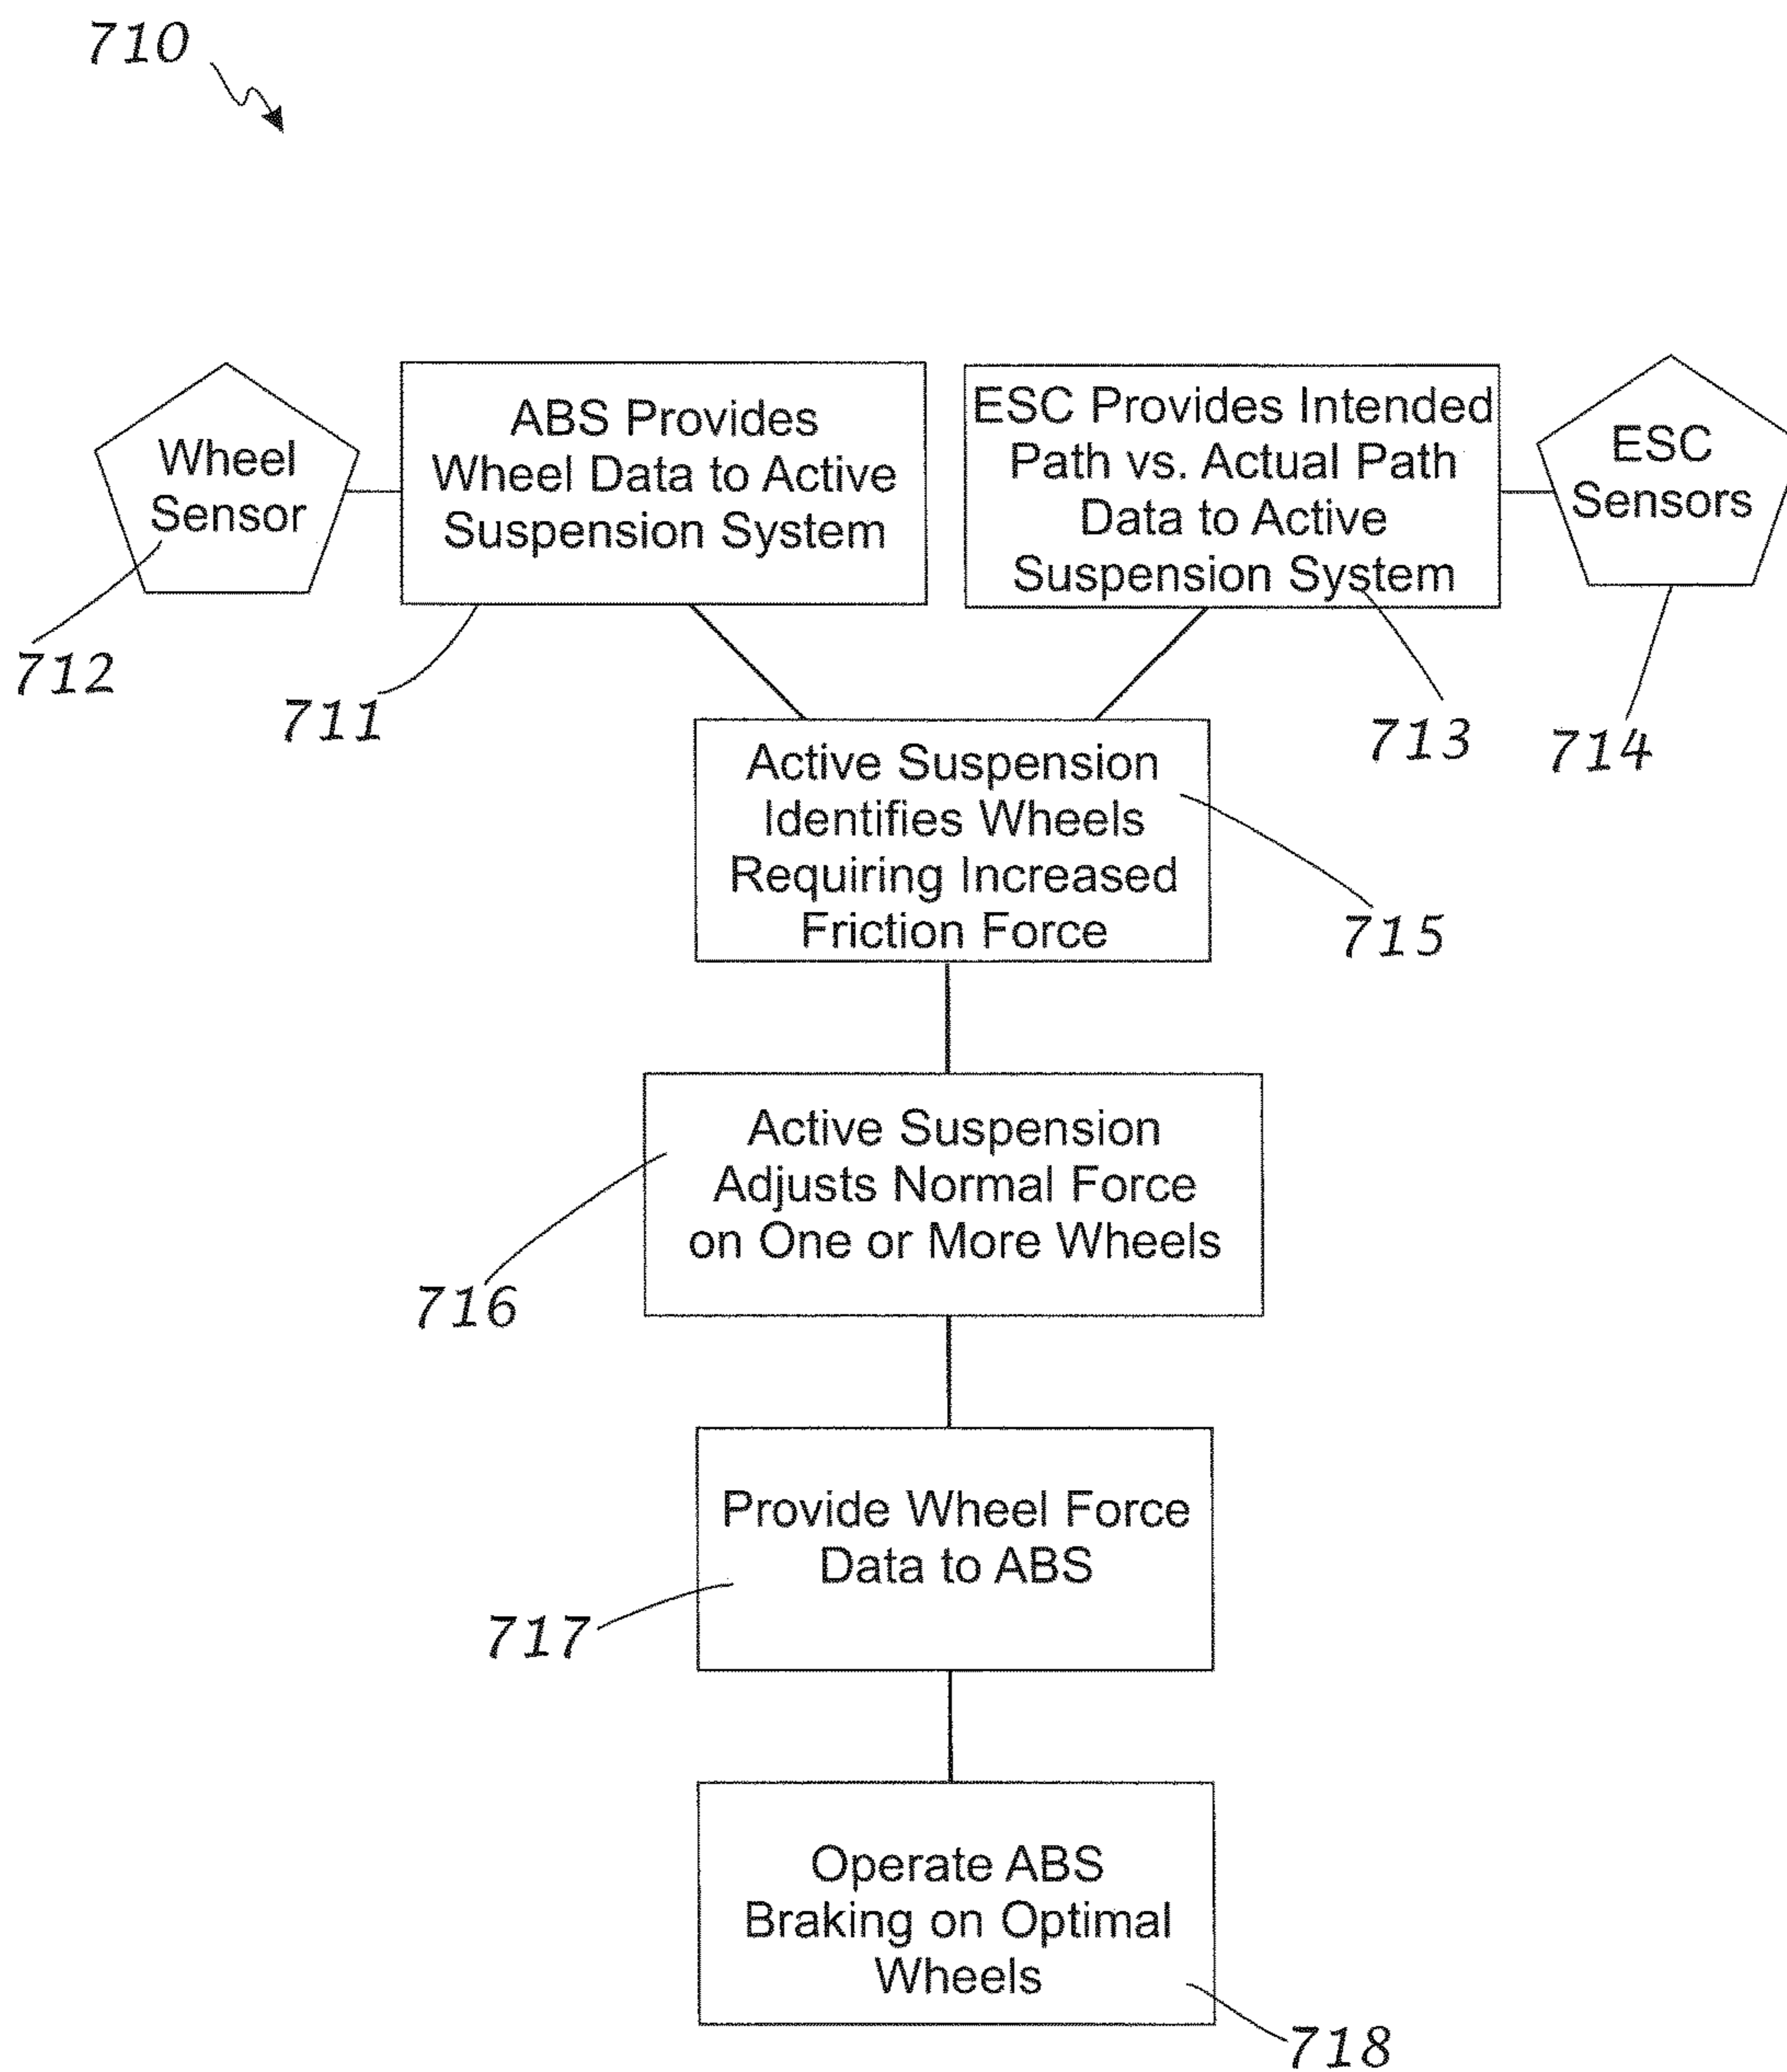 710
Wheel
Sensor
ABS Provides
Wheel Data to Active
Suspension System
ESC Provides Intended
Path vs. Actual Path
Data to Active
Suspension System
ESC
Sensors
712
711
713
714
Active Suspension
Identifies Wheels
Requiring Increased
Friction Force
715
Active Suspension
Adjusts Normal Force
on One or More Wheels
716
Provide Wheel Force
Data to ABS
717
Operate ABS
Braking on Optimal
Wheels
718